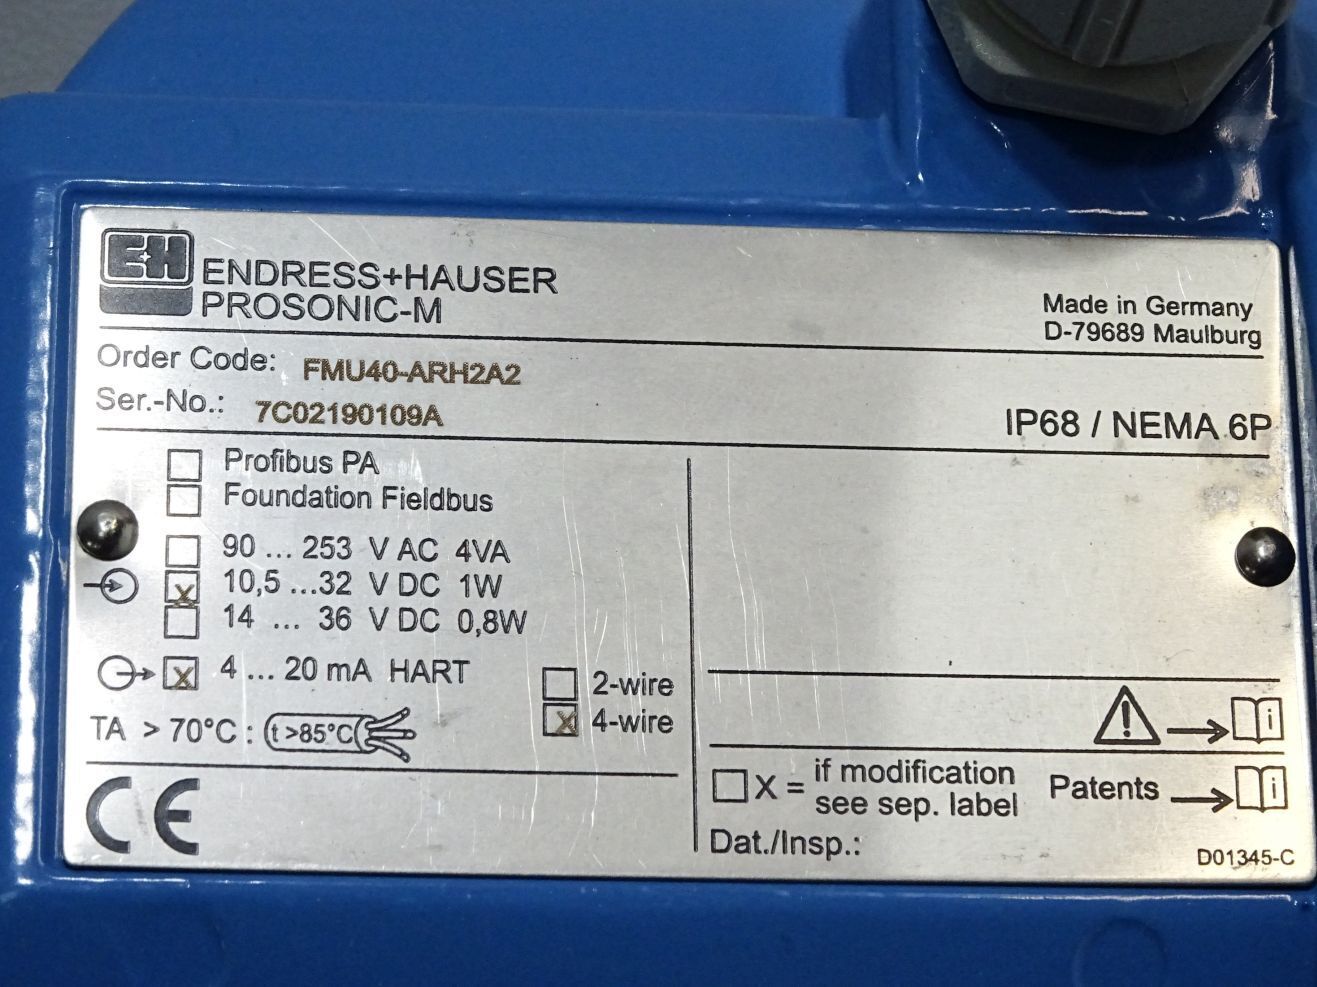 E+H
ENDRESS+HAUSER
PROSONIC-M
Made in Germany
D-79689 Maulburg
Order Code: FMU40-ARH2A2
Ser.-No.: 7C02190109A
IP68 / NEMA 6P
Profibus PA
Foundation Fieldbus
90 ... 253 V AC 4VA
x 10,5 ...32 V DC 1W
14 ... 36 V DC 0,8W
x 4 ... 20 mA HART
2-wire
x 4-wire
TA > 70°C : t >85°C
CE
X = if modification
see sep. label
Patents
Dat./Insp.:
D01345-C